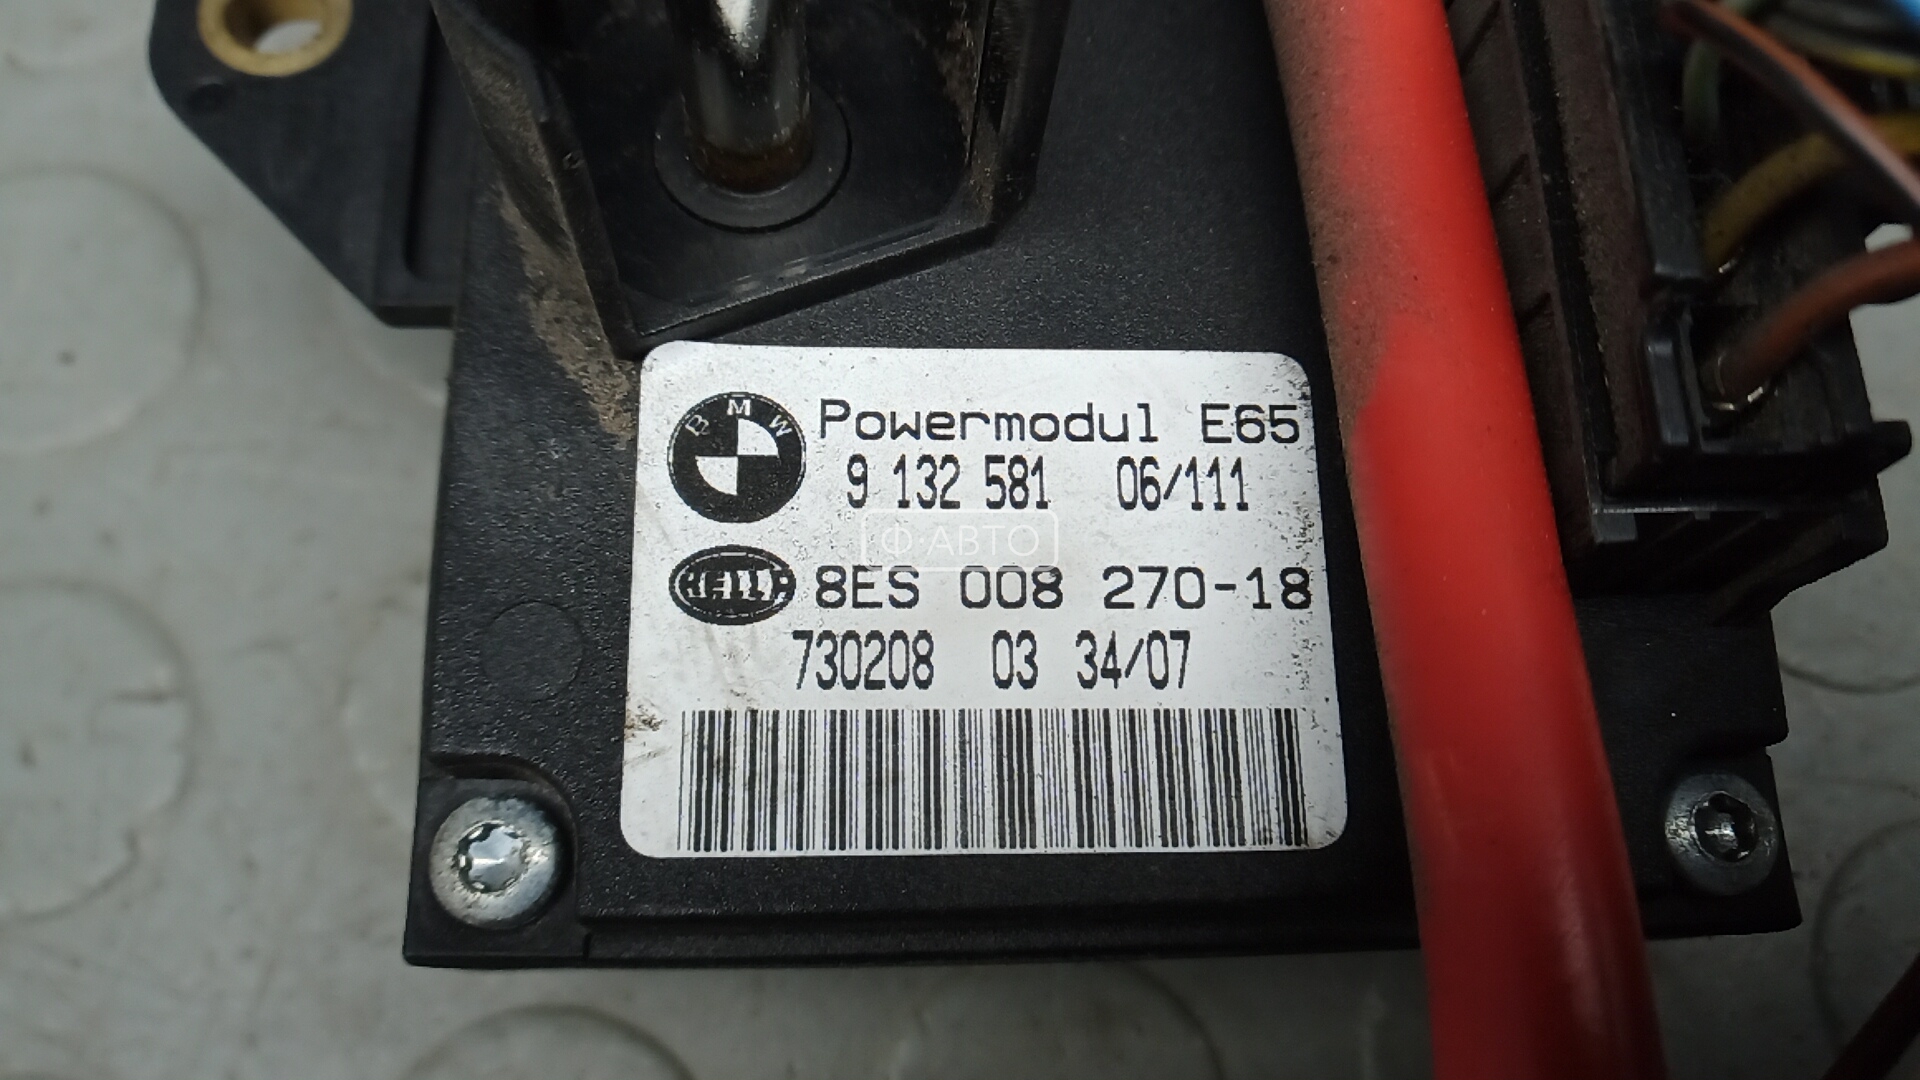 BMW
Powermodul E65
9 132 581 06/111
Ф·АВТО
HELLA
8ES 008 270-18
730208 03 34/07